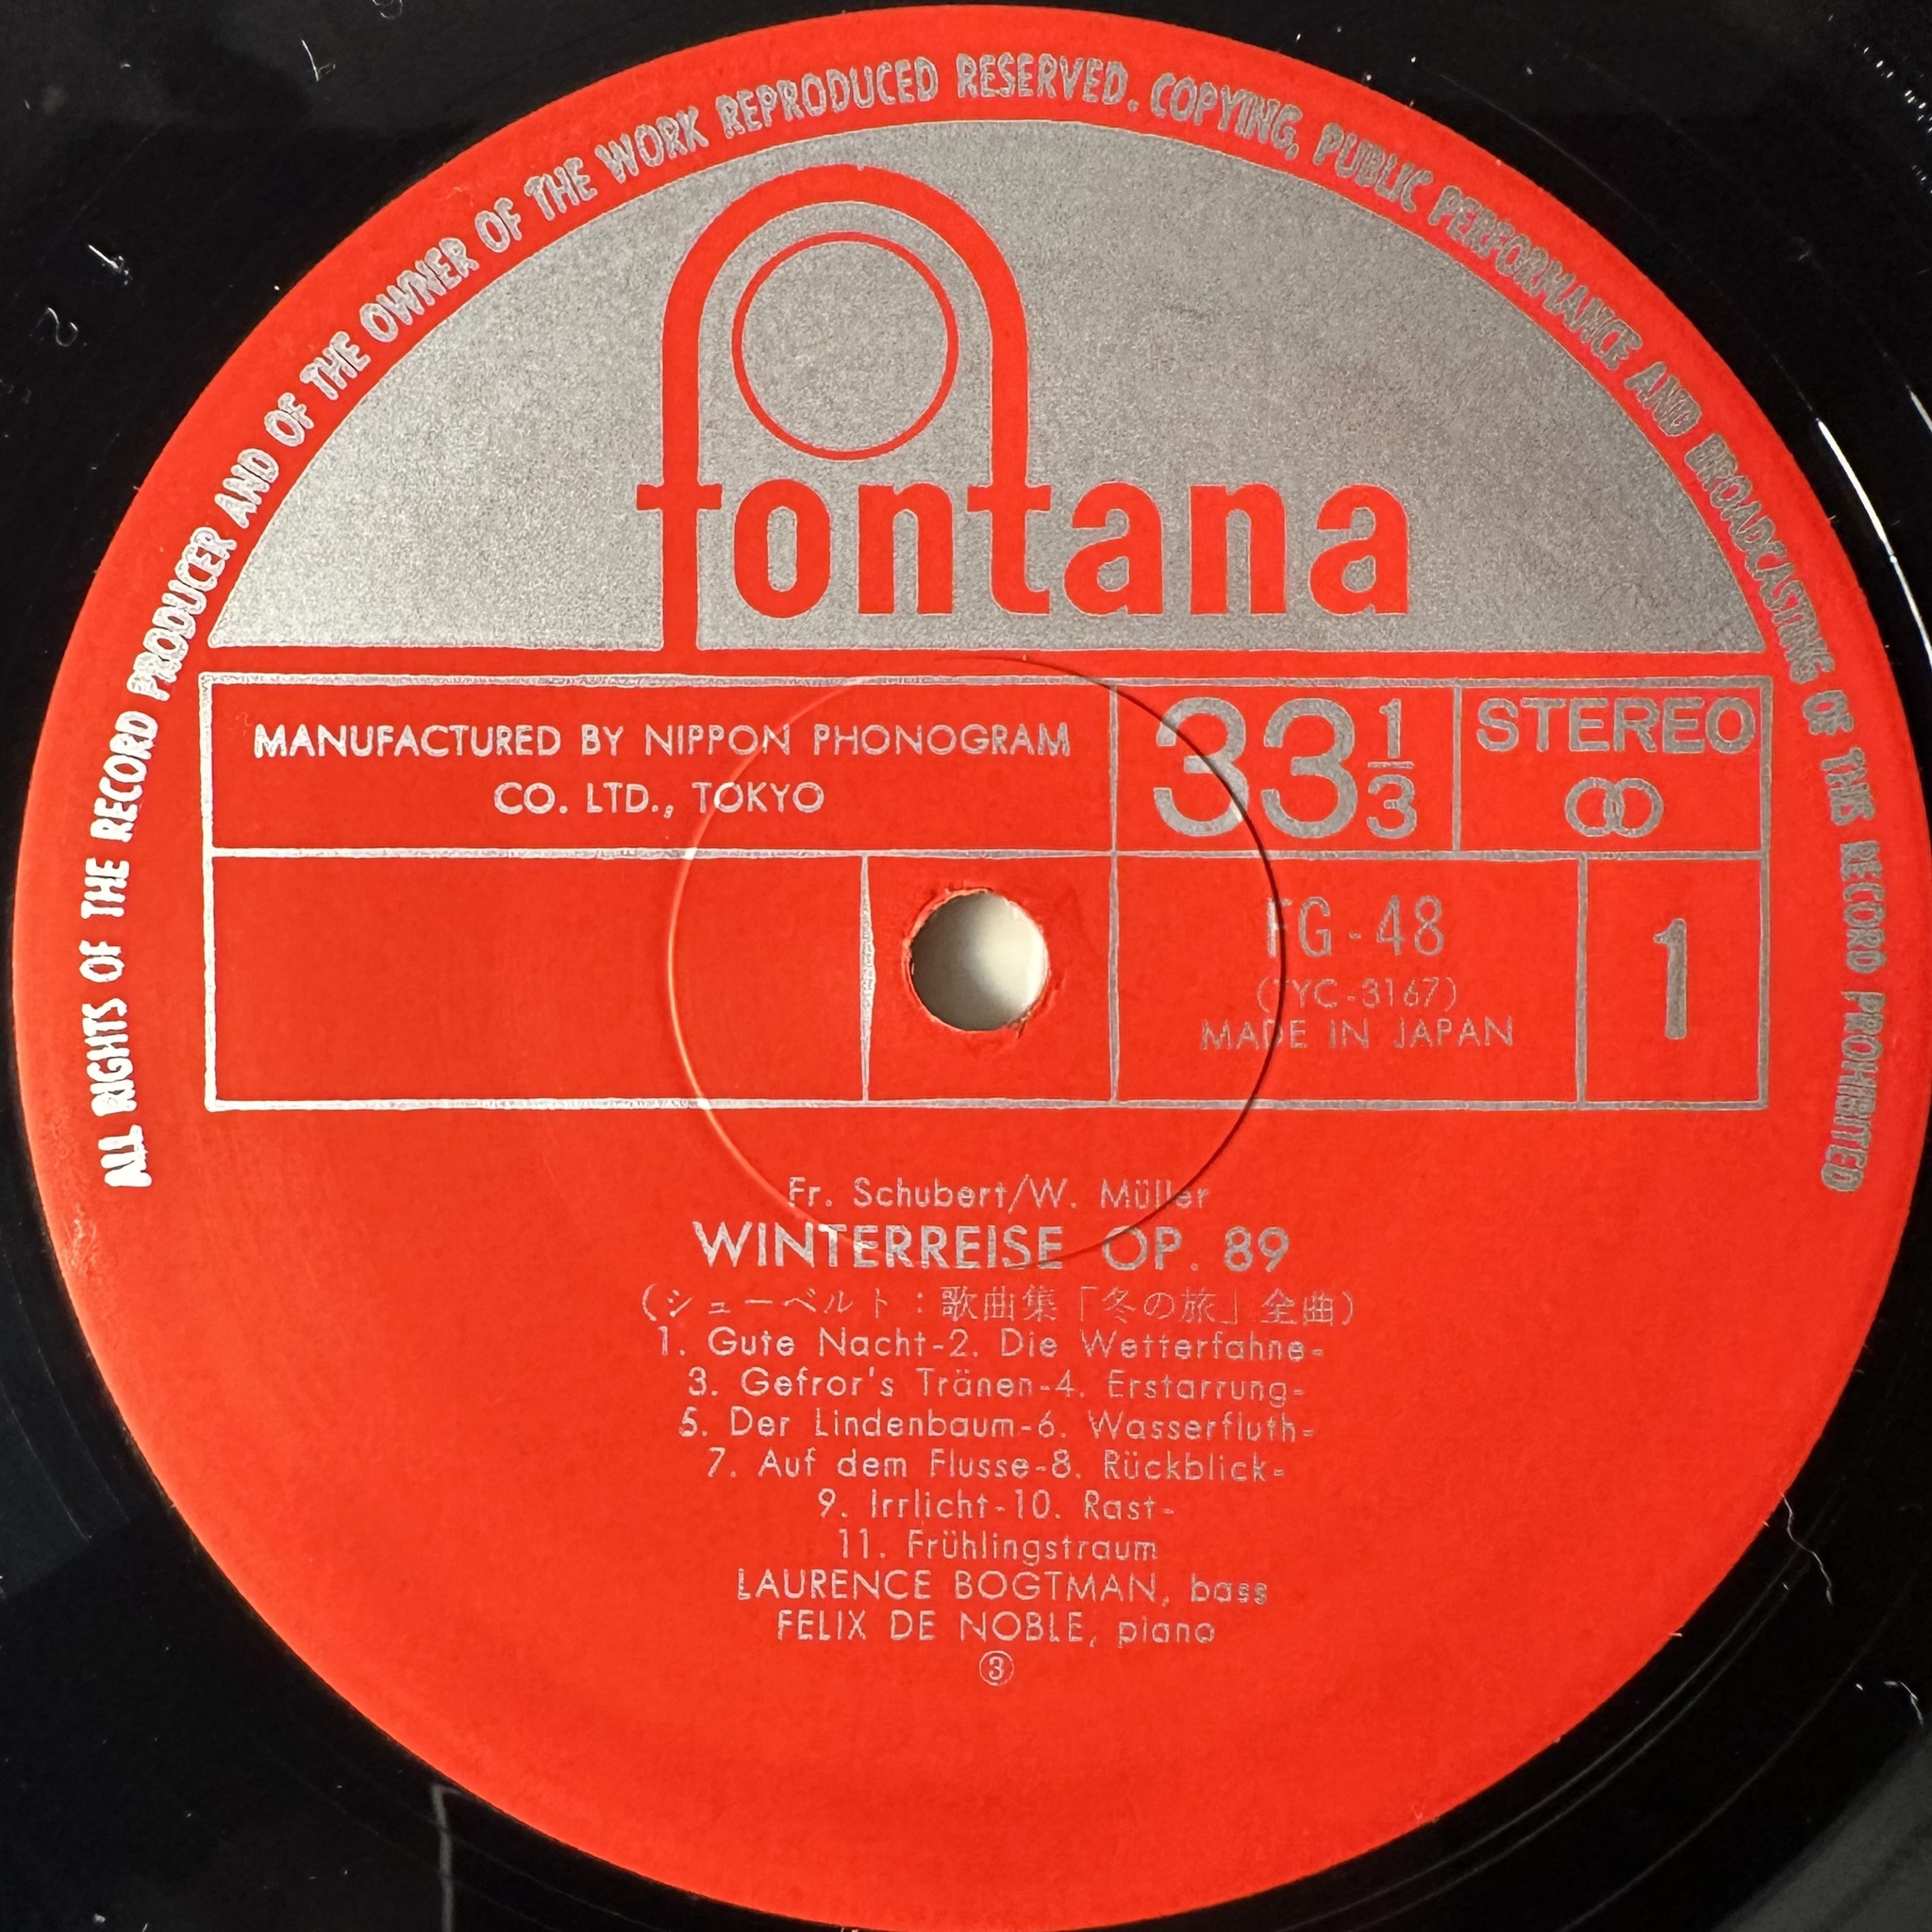 ALL RIGHTS OF THE RECORD PRODUCER AND OF THE OWNER OF THE WORK REPRODUCED RESERVED. COPYING, PUBLIC PERFORMANCE AND BROADCASTING OF THIS RECORD PROHIBITED
fontana
MANUFACTURED BY NIPPON PHONOGRAM
CO. LTD., TOKYO
33 1/3
STEREO
FG-48
(TYC-3167)
MADE IN JAPAN
1
Fr. Schubert/W. Müller
WINTERREISE OP. 89
(シューベルト：歌曲集「冬の旅」全曲)
1. Gute Nacht-2. Die Wetterfahne-
3. Gefror's Tränen-4. Erstarrung-
5. Der Lindenbaum-6. Wasserfluth-
7. Auf dem Flusse-8. Rückblick-
9. Irrlicht-10. Rast-
11. Frühlingstraum
LAURENCE BOGTMAN, bass
FELIX DE NOBLE, piano
③